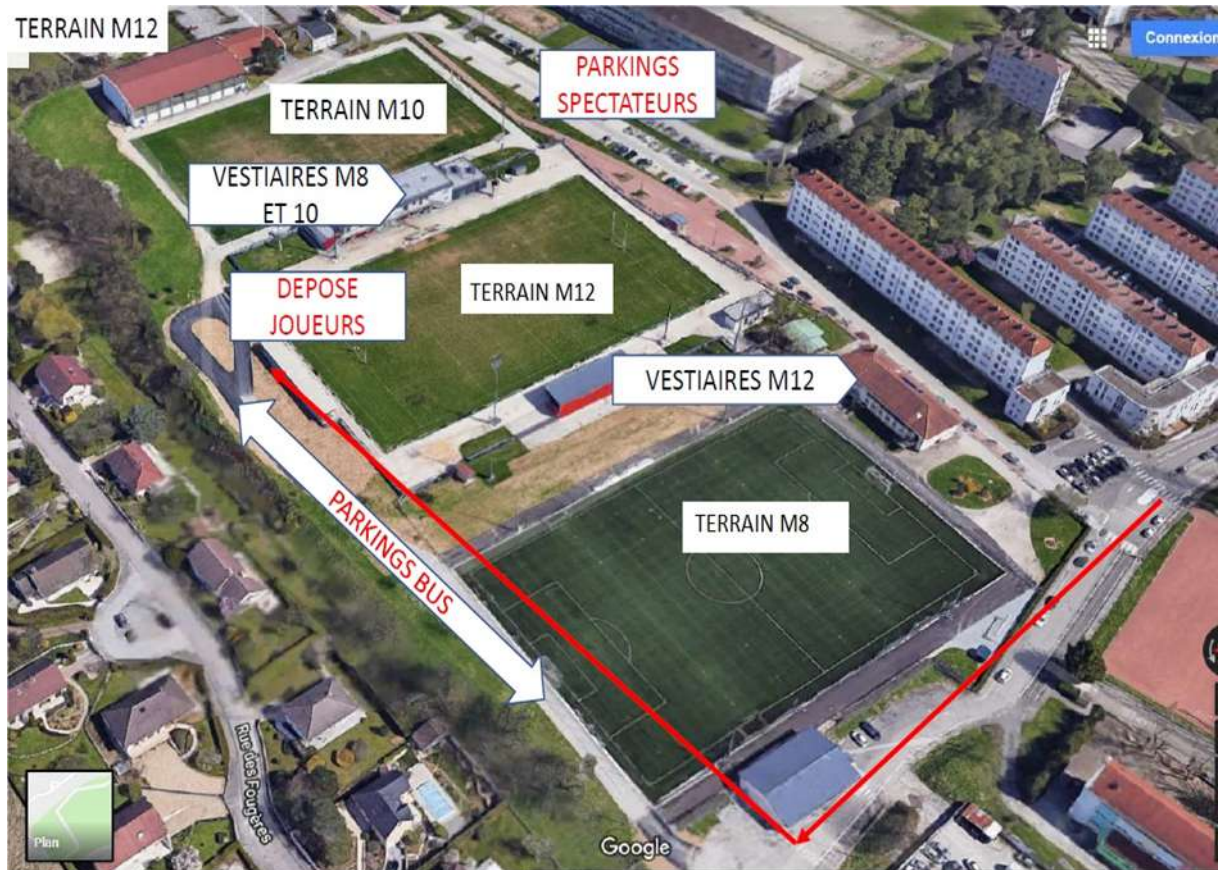 TERRAIN M12
Connexion
PARKINGS
SPECTATEURS
TERRAIN M10
VESTIAIRES M8
ET 10
DEPOSE
JOUEURS
TERRAIN M12
VESTIAIRES M12
TERRAIN M8
PARKINGS BUS
Rue des Fougères
Plan
Google